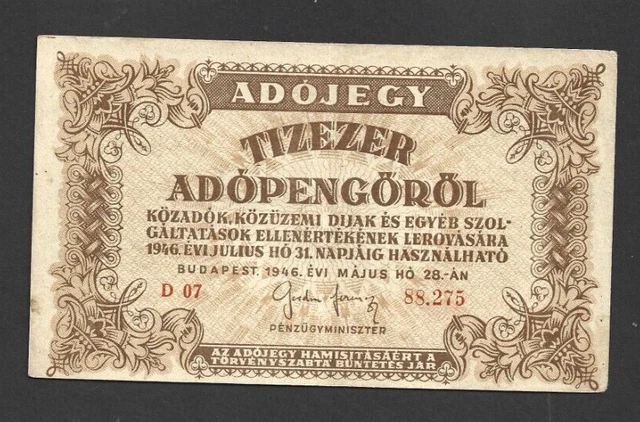 ADÓJEGY
TIZEZER
ADÓPENGŐRŐL
KÖZADÓK, KÖZÜZEMI DIJAK ÉS EGYÉB SZOL-
GÁLTATÁSOK ELLENÉRTÉKÉNEK LEROVÁSÁRA
1946. ÉVI JULIUS HÓ 31. NAPJÁIG HASZNÁLHATÓ
BUDAPEST, 1946. ÉVI MÁJUS HÓ 28.-ÁN
D 07 88.275
PÉNZÜGYMINISZTER
AZ ADÓJEGY HAMISITÁSAÉRT A
TÖRVÉNYSZABTA BÜNTETÉS JÁR